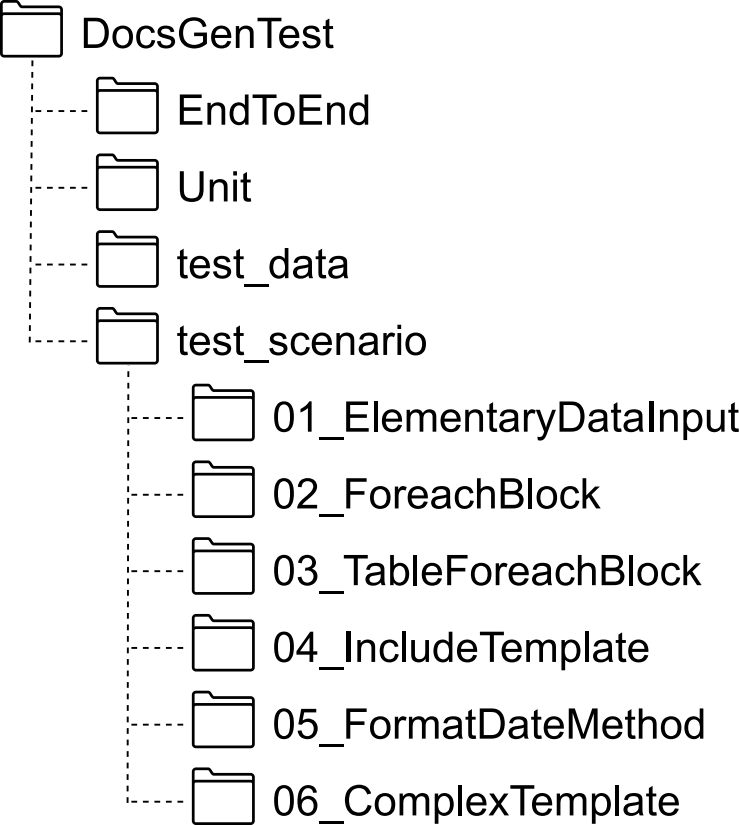 DocsGenTest
EndToEnd
Unit
test_data
test_scenario
01_ElementaryDataInput
02_ForeachBlock
03_TableForeachBlock
04_IncludeTemplate
05_FormatDateMethod
06_ComplexTemplate